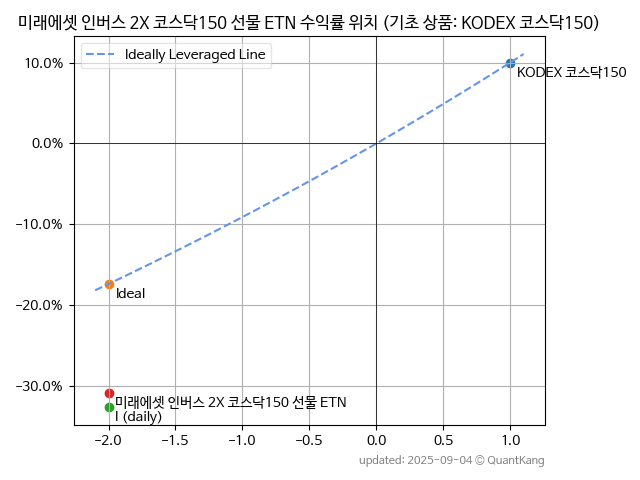 미래에셋 인버스 2X 코스닥150 선물 ETN 수익률 위치 (기초 상품: KODEX 코스닥150)
Ideally Leveraged Line
10.0%
0.0%
-10.0%
-20.0%
-30.0%
KODEX 코스닥150
Ideal
미래에셋 인버스 2X 코스닥150 선물 ETN
I (daily)
-2.0 -1.5 -1.0 -0.5 0.0 0.5 1.0
updated: 2025-09-04 © QuantKang